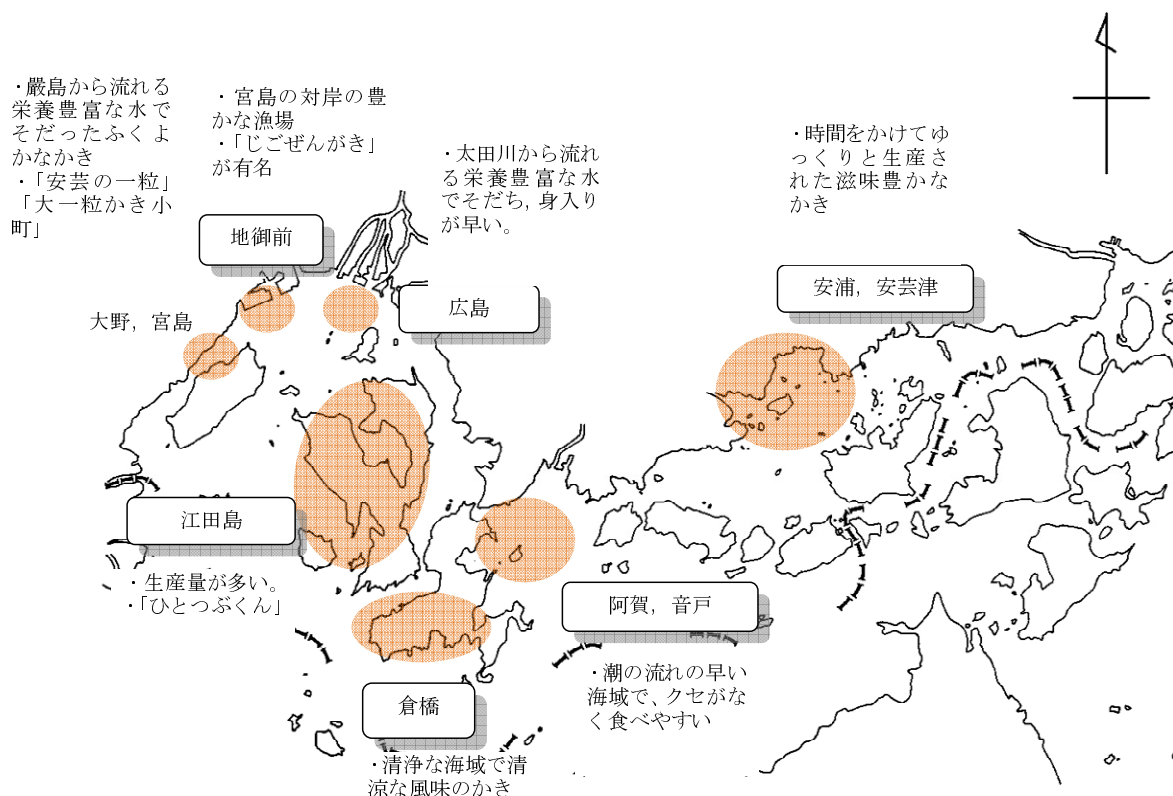 ・厳島から流れる
栄養豊富な水で
そだったふくよ
かなかき
・「安芸の一粒」
「大一粒かき小
町」
・宮島の対岸の豊
かな漁場
・「じごぜんがき」
が有名
・太田川から流れ
る栄養豊富な水
でそだち，身入り
が早い。
・時間をかけてゆ
っくりと生産さ
れた滋味豊かな
かき
地御前
大野，宮島
広島
安浦，安芸津
江田島
・生産量が多い。
・「ひとつぶくん」
阿賀，音戸
・潮の流れの早い
海域で、クセがな
く食べやすい
倉橋
・清浄な海域で清
涼な風味のかき